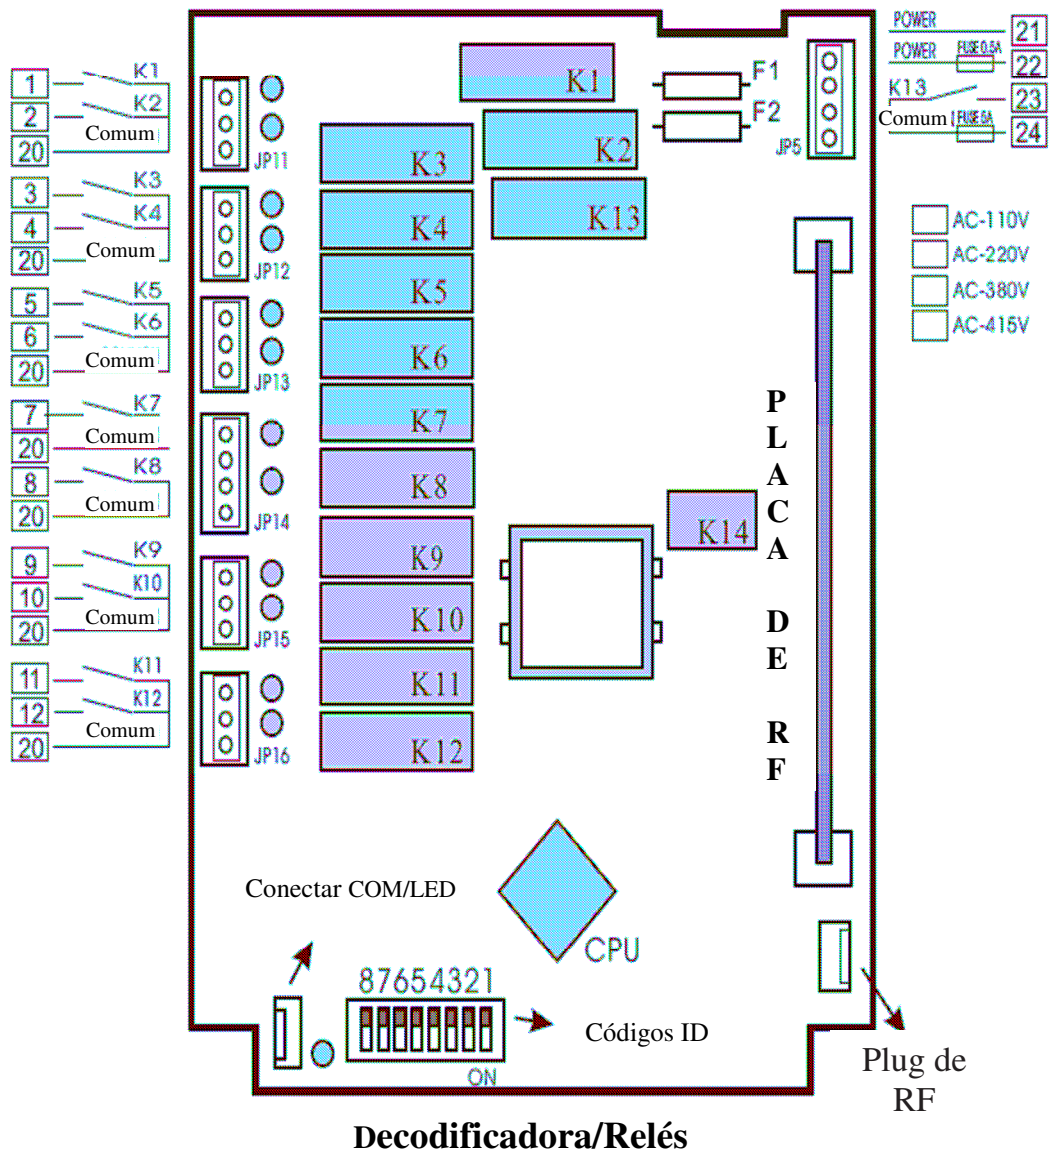 POWER 21
POWER FUSE 0.5A 22
K13 23
Comum FUSE 5A 24
1 K1
2 K2
Comum
20
JP11
3 K3
4 K4
Comum
20
JP12
5 K5
6 K6
Comum
20
JP13
7 K7
Comum
20
8 K8
Comum
20
JP14
9 K9
10 K10
Comum
20
JP15
11 K11
12 K12
Comum
20
JP16
K1
K2
K3
K13
K4
K5
K6
K7
K8
K9
K10
K11
K12
K14
F1
F2
JP5
AC-110V
AC-220V
AC-380V
AC-415V
PLACA DE RF
Conectar COM/LED
CPU
87654321
ON
Códigos ID
Plug de
RF
Decodificadora/Relés